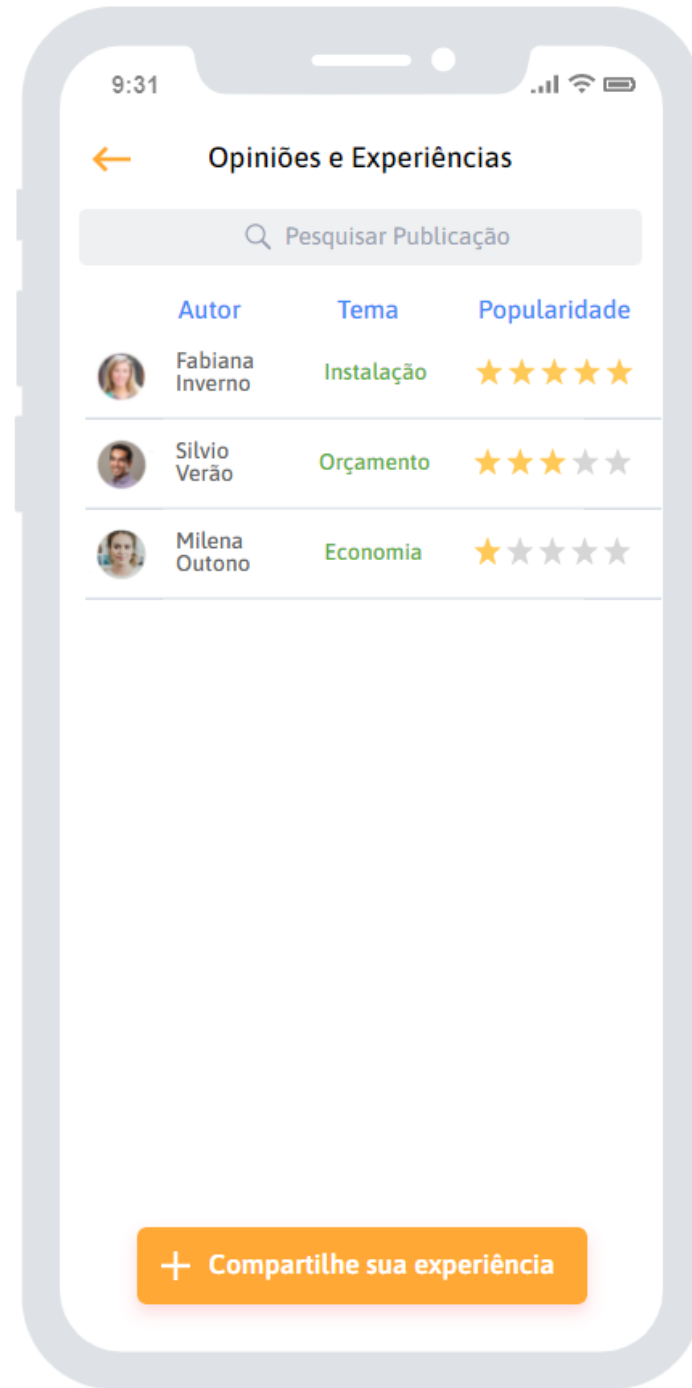 9:31
Opiniões e Experiências
Pesquisar Publicação
Autor Tema Popularidade
Fabiana
Inverno
Instalação
Silvio
Verão
Orçamento
Milena
Outono
Economia
+ Compartilhe sua experiência